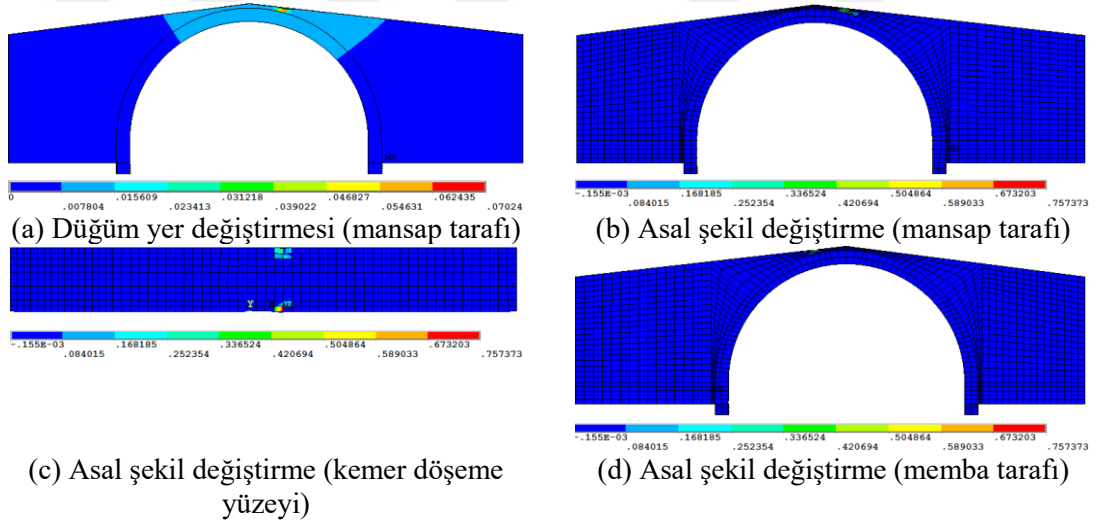 0 .015609 .031218 .046827 .062435
.007804 .023413 .039022 .054631 .07024
(a) Düğüm yer değiştirmesi (mansap tarafı)
-.155E-03 .168185 .336524 .504864 .673203
.084015 .252354 .420694 .589033 .757373
(b) Asal şekil değiştirme (mansap tarafı)
Y
-.155E-03 .168185 .336524 .504864 .673203
.084015 .252354 .420694 .589033 .757373
(c) Asal şekil değiştirme (kemer döşeme
yüzeyi)
-.155E-03 .168185 .336524 .504864 .673203
.084015 .252354 .420694 .589033 .757373
(d) Asal şekil değiştirme (memba tarafı)